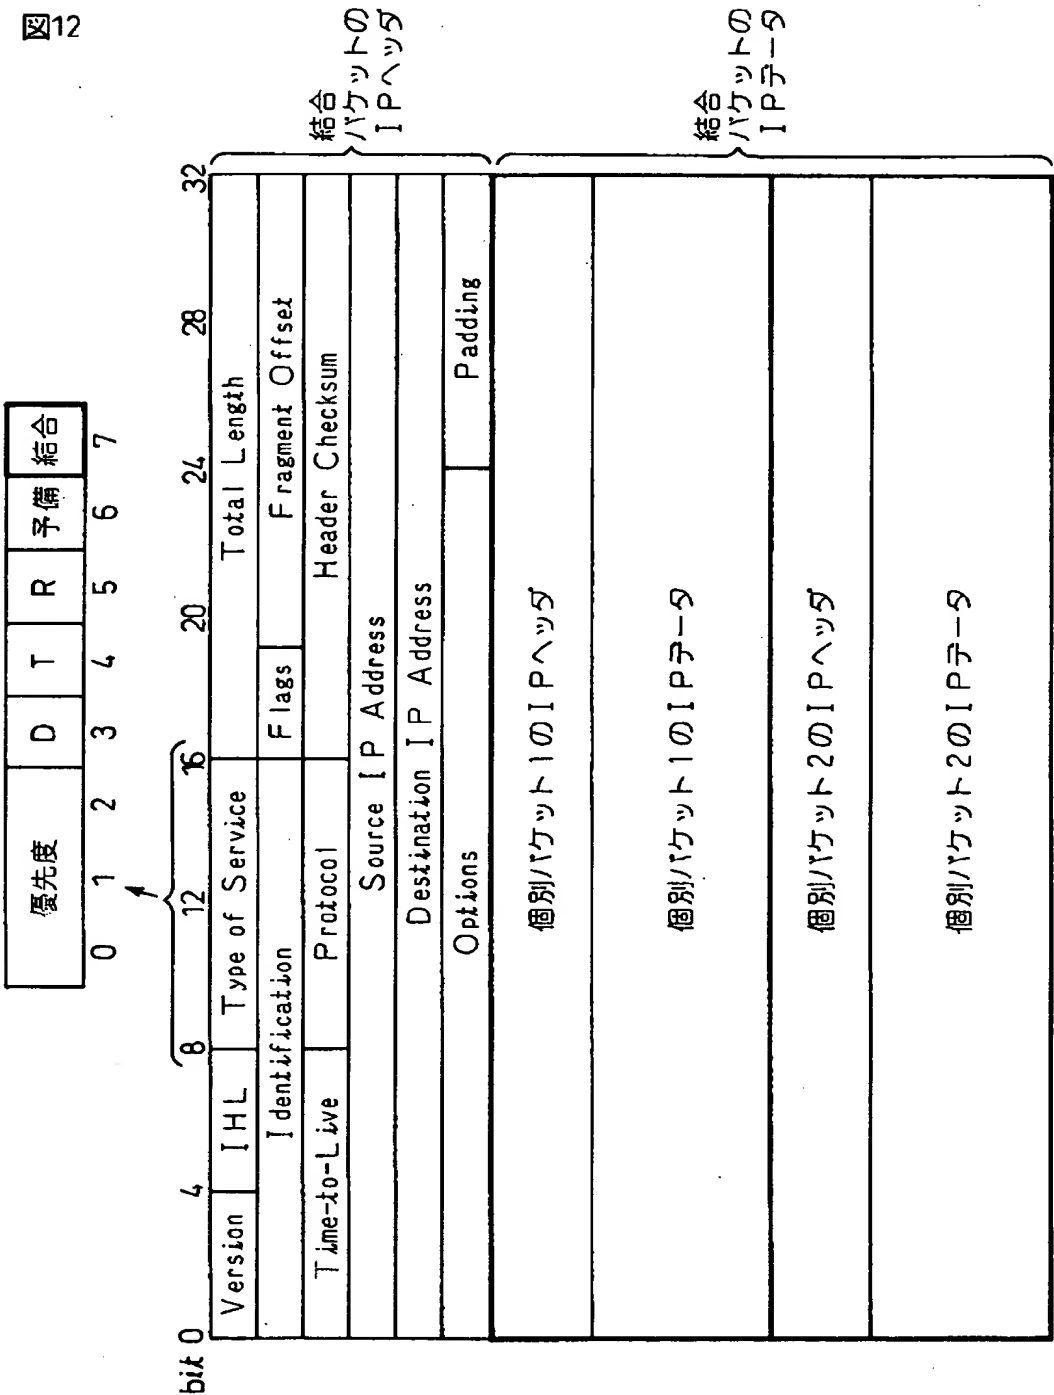 図12
優先度 D T R 予備 結合
0 1 2 3 4 5 6 7
bit 0 4 8 12 16 20 24 28 32
Version IHL Type of Service Total Length
Identification Flags Fragment Offset
Time-to-Live Protocol Header Checksum
Source IP Address
Destination IP Address
Options Padding
結合
パケットの
IPヘッダ
個別パケット1のIPヘッダ
個別パケット1のIPデータ
個別パケット2のIPヘッダ
個別パケット2のIPデータ
結合
パケットの
IPデータ